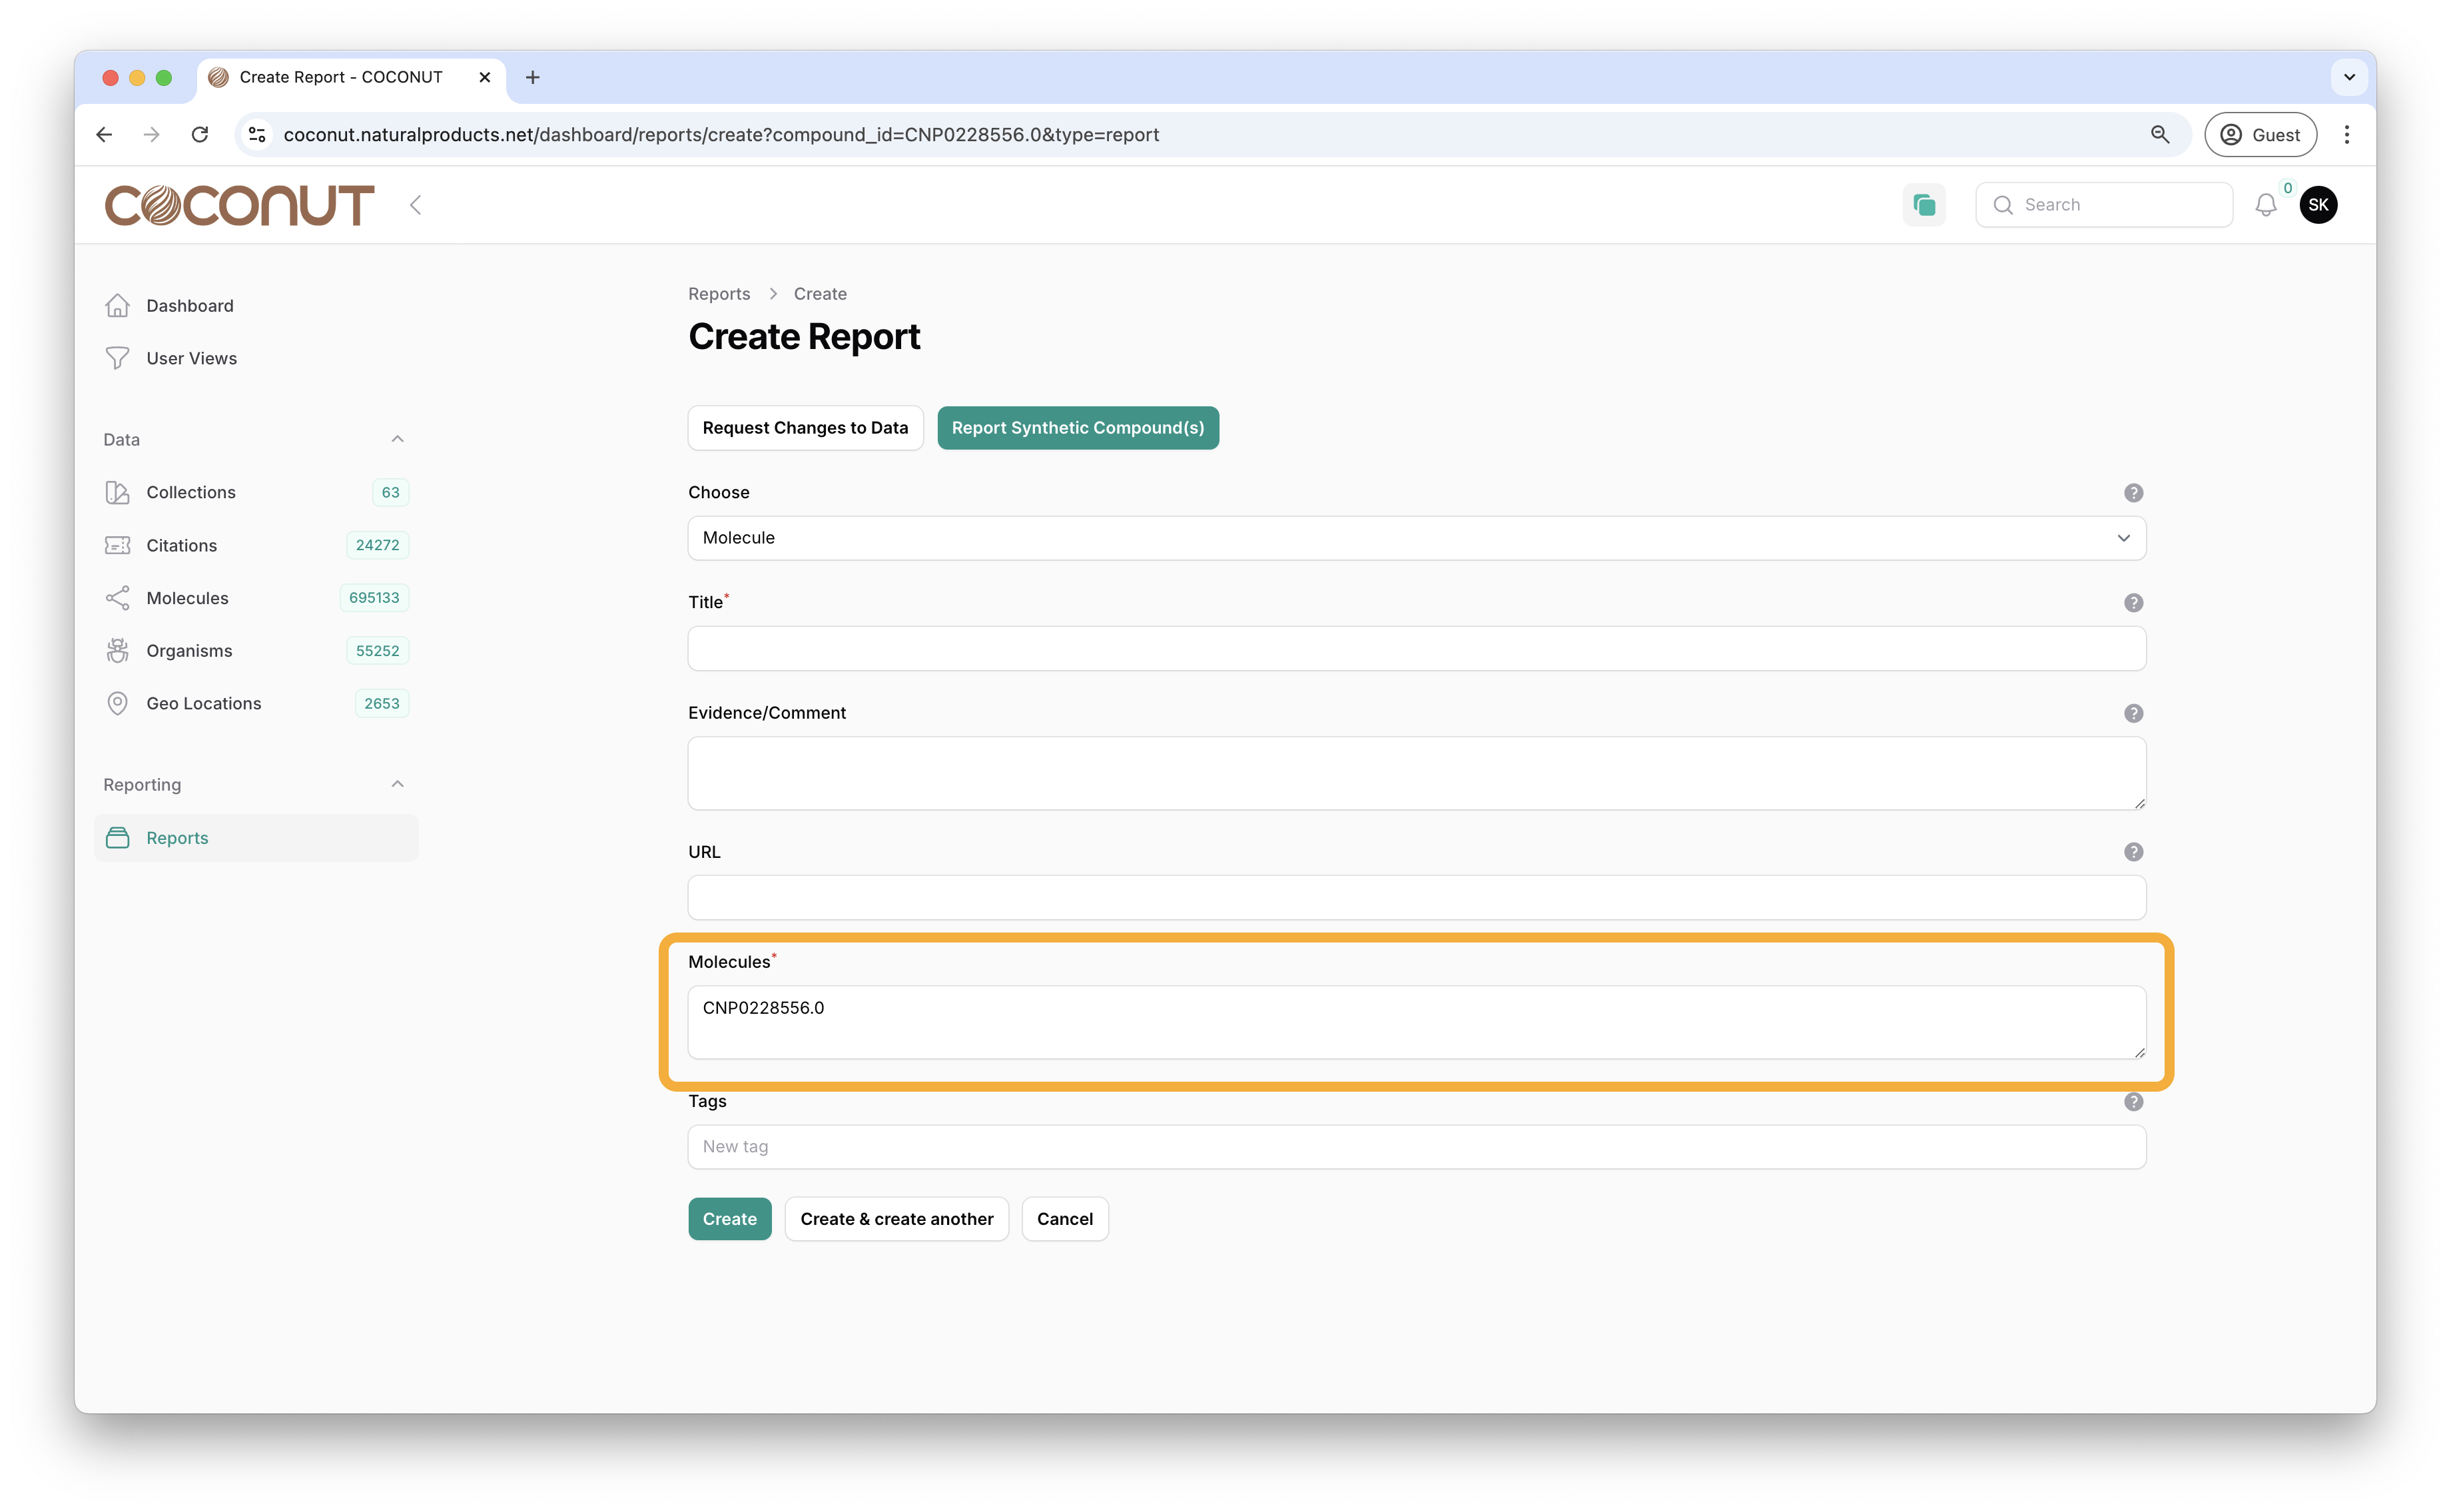 Create Report - COCONUT
coconut.naturalproducts.net/dashboard/reports/create?compound_id=CNP0228556.0&type=report
Guest
COCONUT
Search
0
SK
Dashboard
User Views
Data
Collections 63
Citations 24272
Molecules 695133
Organisms 55252
Geo Locations 2653
Reporting
Reports
Reports > Create
Create Report
Request Changes to Data
Report Synthetic Compound(s)
Choose
Molecule
Title*
Evidence/Comment
URL
Molecules*
CNP0228556.0
Tags
New tag
Create
Create & create another
Cancel